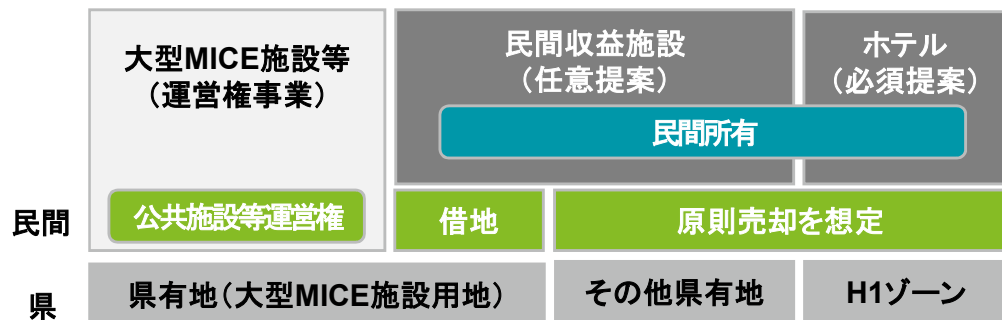 大型MICE施設等
（運営権事業）
民間収益施設
（任意提案）
ホテル
（必須提案）
民間所有
民間
公共施設等運営権
借地
原則売却を想定
県
県有地（大型MICE施設用地）
その他県有地
H1ゾーン